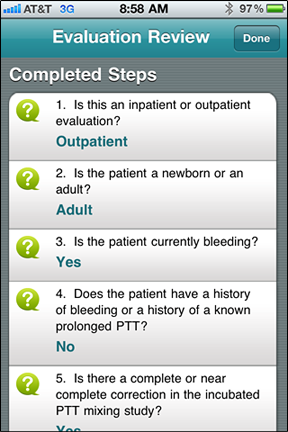 AT&T 3G 8:58 AM 97%
Evaluation Review Done
Completed Steps
1. Is this an inpatient or outpatient
evaluation?
Outpatient
2. Is the patient a newborn or an
adult?
Adult
3. Is the patient currently bleeding?
Yes
4. Does the patient have a history
of bleeding or a history of a known
prolonged PTT?
No
5. Is there a complete or near
complete correction in the incubated
PTT mixing study?
Yes